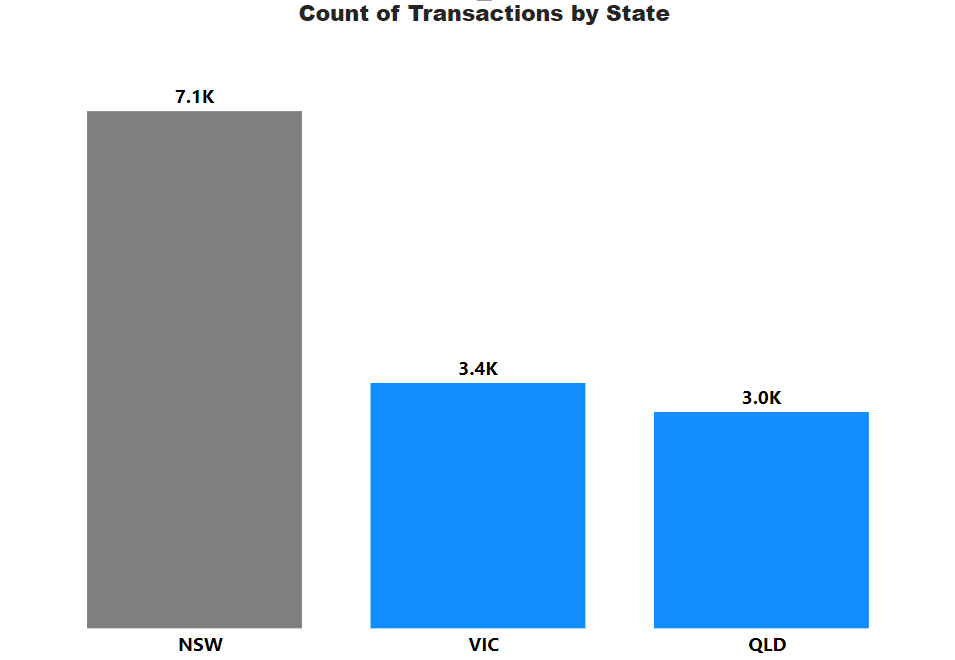 Count of Transactions by State
7.1K
3.4K
3.0K
NSW VIC QLD